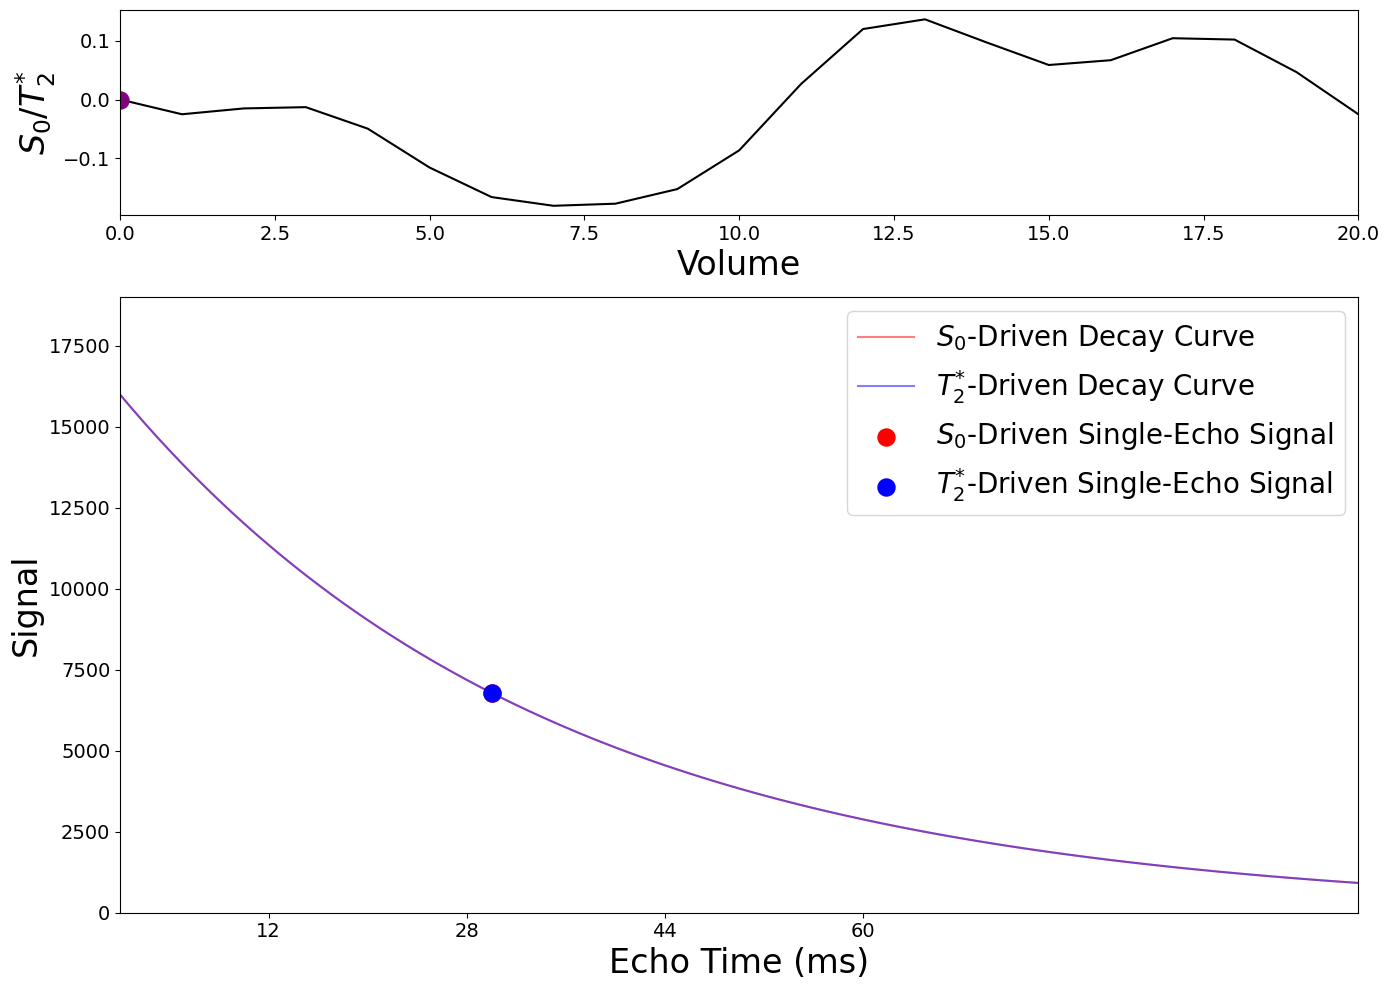 S₀/T₂*
0.1
0.0
−0.1
0.0 2.5 5.0 7.5 10.0 12.5 15.0 17.5 20.0
Volume
Signal
17500
15000
12500
10000
7500
5000
2500
0
S₀-Driven Decay Curve
T₂*-Driven Decay Curve
S₀-Driven Single-Echo Signal
T₂*-Driven Single-Echo Signal
12 28 44 60
Echo Time (ms)